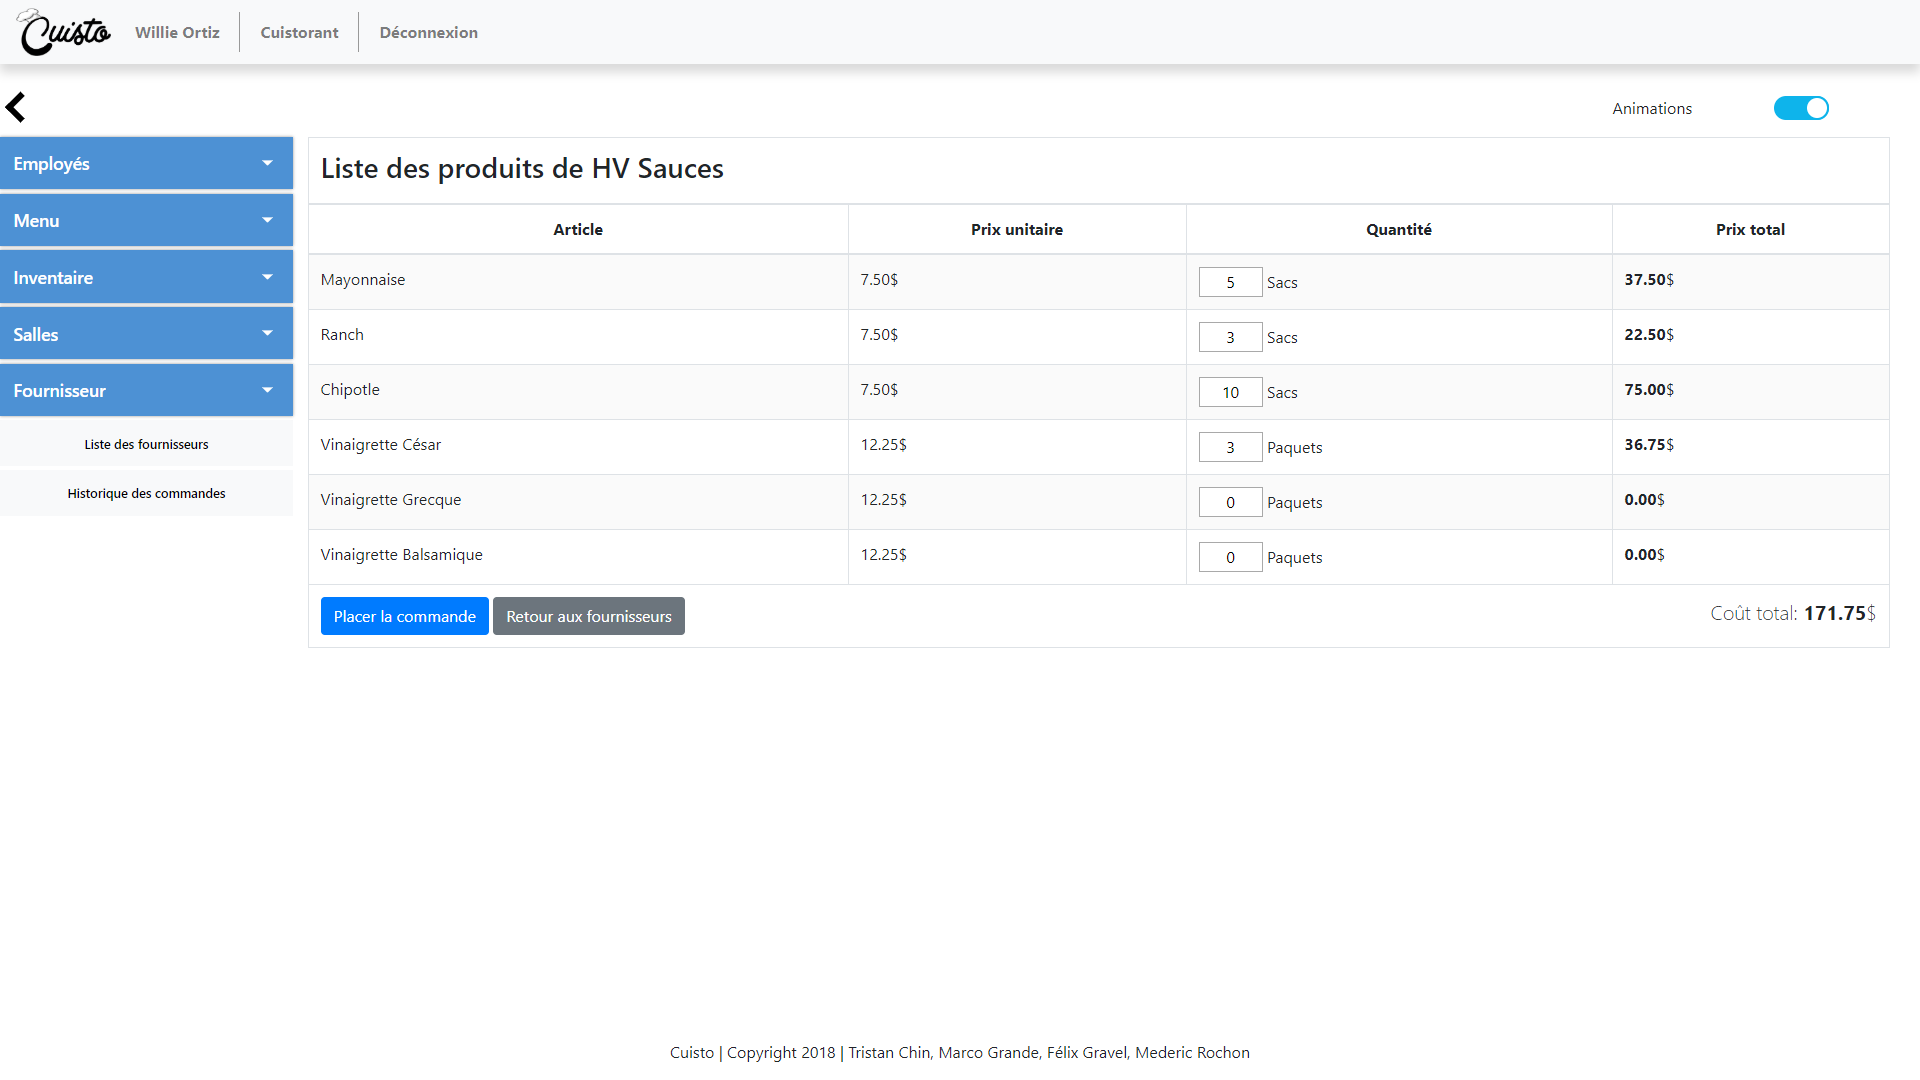 Cuisto Willie Ortiz Cuistorant Déconnexion
Animations
Employés
Menu
Inventaire
Salles
Fournisseur
Liste des fournisseurs
Historique des commandes
Liste des produits de HV Sauces
Article Prix unitaire Quantité Prix total
Mayonnaise 7.50$ 5 Sacs 37.50$
Ranch 7.50$ 3 Sacs 22.50$
Chipotle 7.50$ 10 Sacs 75.00$
Vinaigrette César 12.25$ 3 Paquets 36.75$
Vinaigrette Grecque 12.25$ 0 Paquets 0.00$
Vinaigrette Balsamique 12.25$ 0 Paquets 0.00$
Placer la commande Retour aux fournisseurs Coût total: 171.75$
Cuisto | Copyright 2018 | Tristan Chin, Marco Grande, Félix Gravel, Mederic Rochon